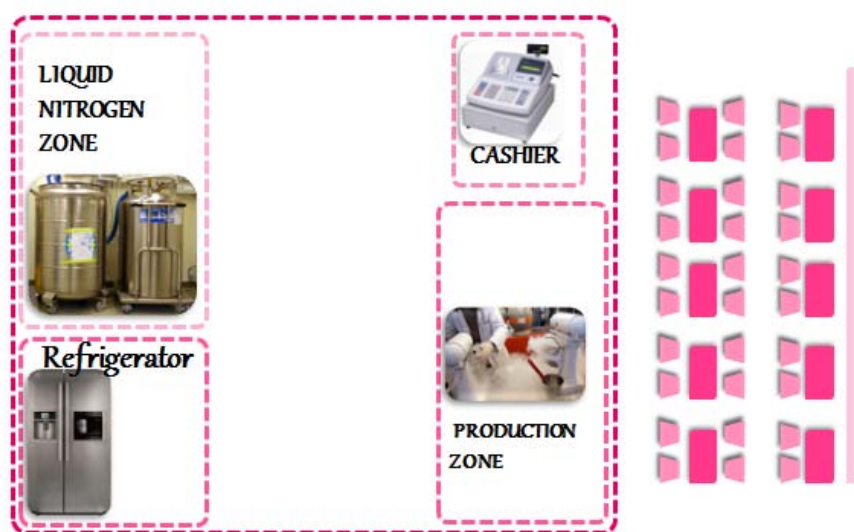 LIQUID
NITROGEN
ZONE
CASHIER
Refrigerator
PRODUCTION
ZONE